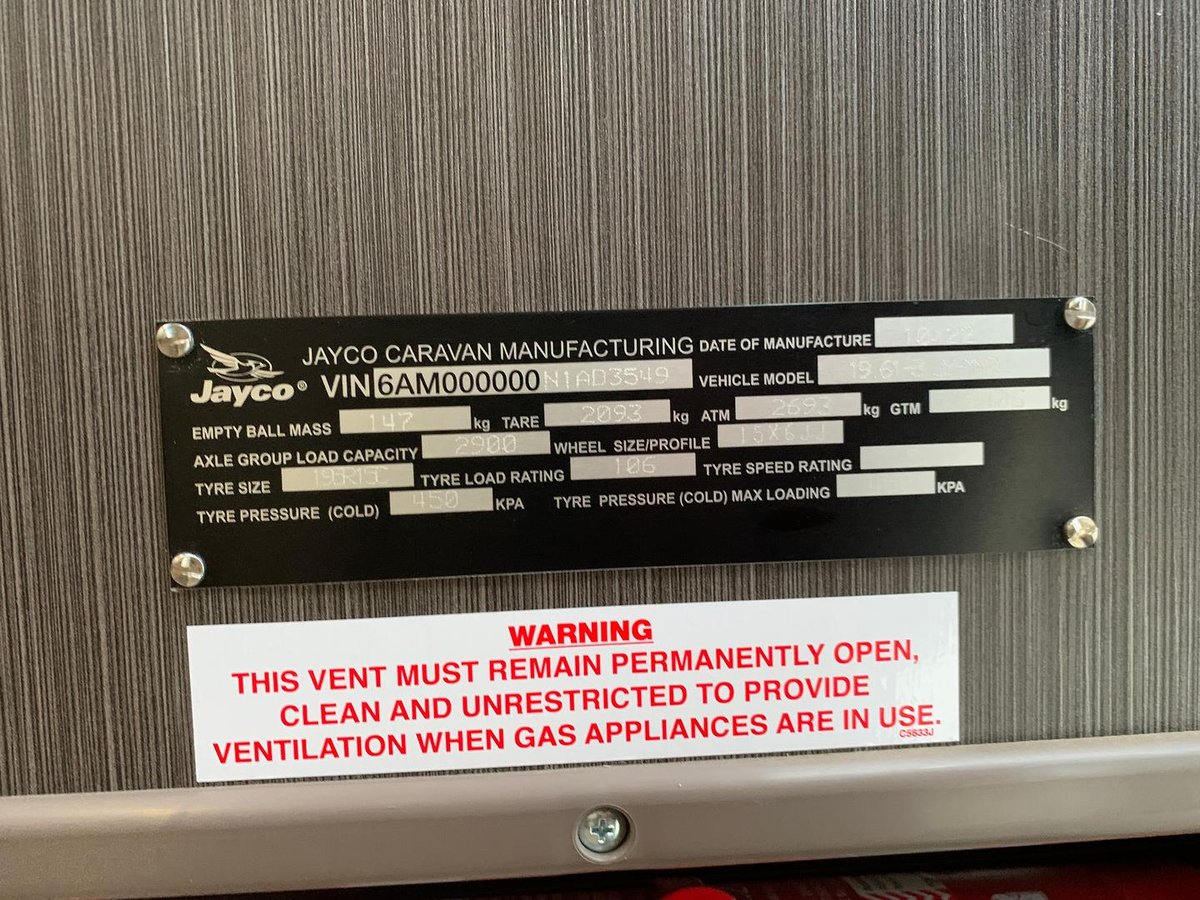 Jayco®
JAYCO CARAVAN MANUFACTURING DATE OF MANUFACTURE
VIN 6AM000000N1AD3549 VEHICLE MODEL
EMPTY BALL MASS 147 kg TARE 2093 kg ATM 2693 kg GTM kg
AXLE GROUP LOAD CAPACITY 2900 WHEEL SIZE/PROFILE 15X6JJ
TYRE SIZE 195R15C TYRE LOAD RATING 106 TYRE SPEED RATING
TYRE PRESSURE (COLD) 450 KPA TYRE PRESSURE (COLD) MAX LOADING KPA
WARNING
THIS VENT MUST REMAIN PERMANENTLY OPEN,
CLEAN AND UNRESTRICTED TO PROVIDE
VENTILATION WHEN GAS APPLIANCES ARE IN USE.
C5633J